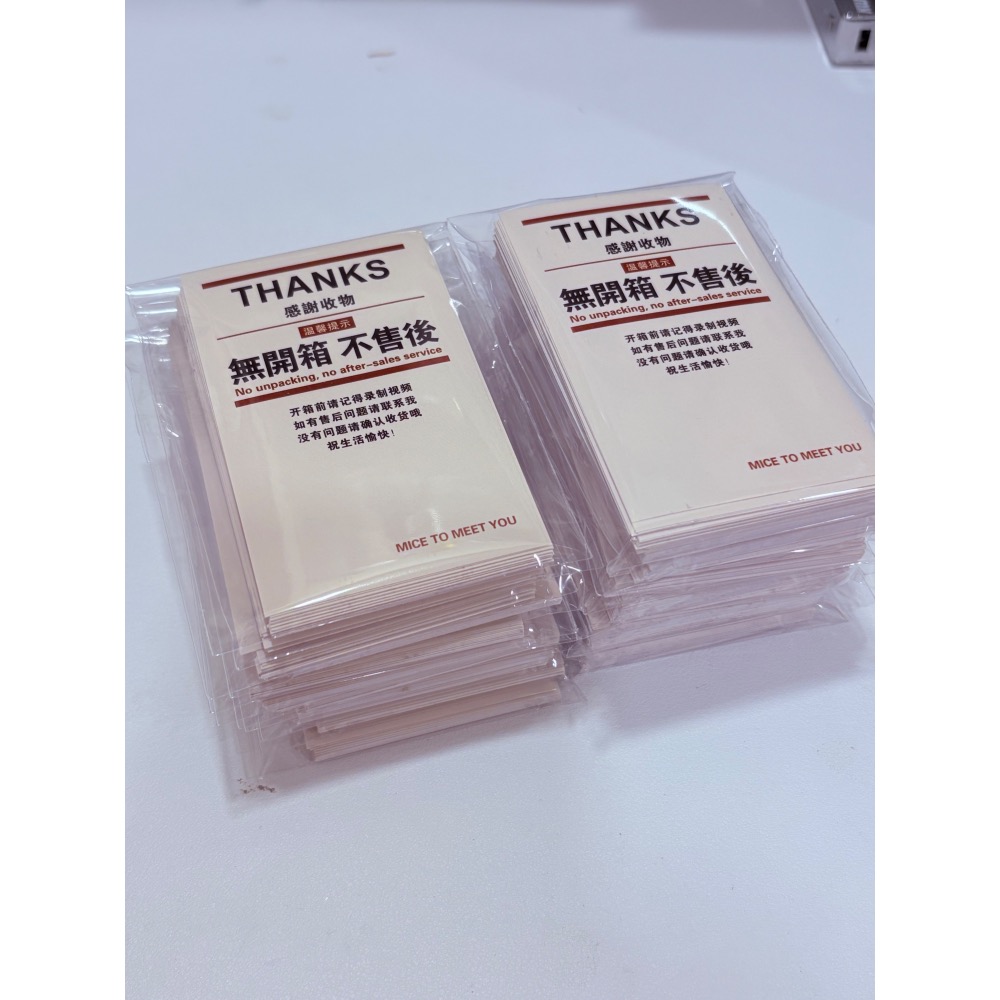 THANKS
感謝收物
溫馨提示
無開箱 不售後
No unpacking, no after-sales service
开箱前请记得录制视频
如有售后问题请联系我
没有问题请确认收货哦
祝生活愉快!
MICE TO MEET YOU
THANKS
感謝收物
溫馨提示
無開箱 不售後
No unpacking, no after-sales service
开箱前请记得录制视频
如有售后问题请联系我
没有问题请确认收货哦
祝生活愉快!
MICE TO MEET YOU